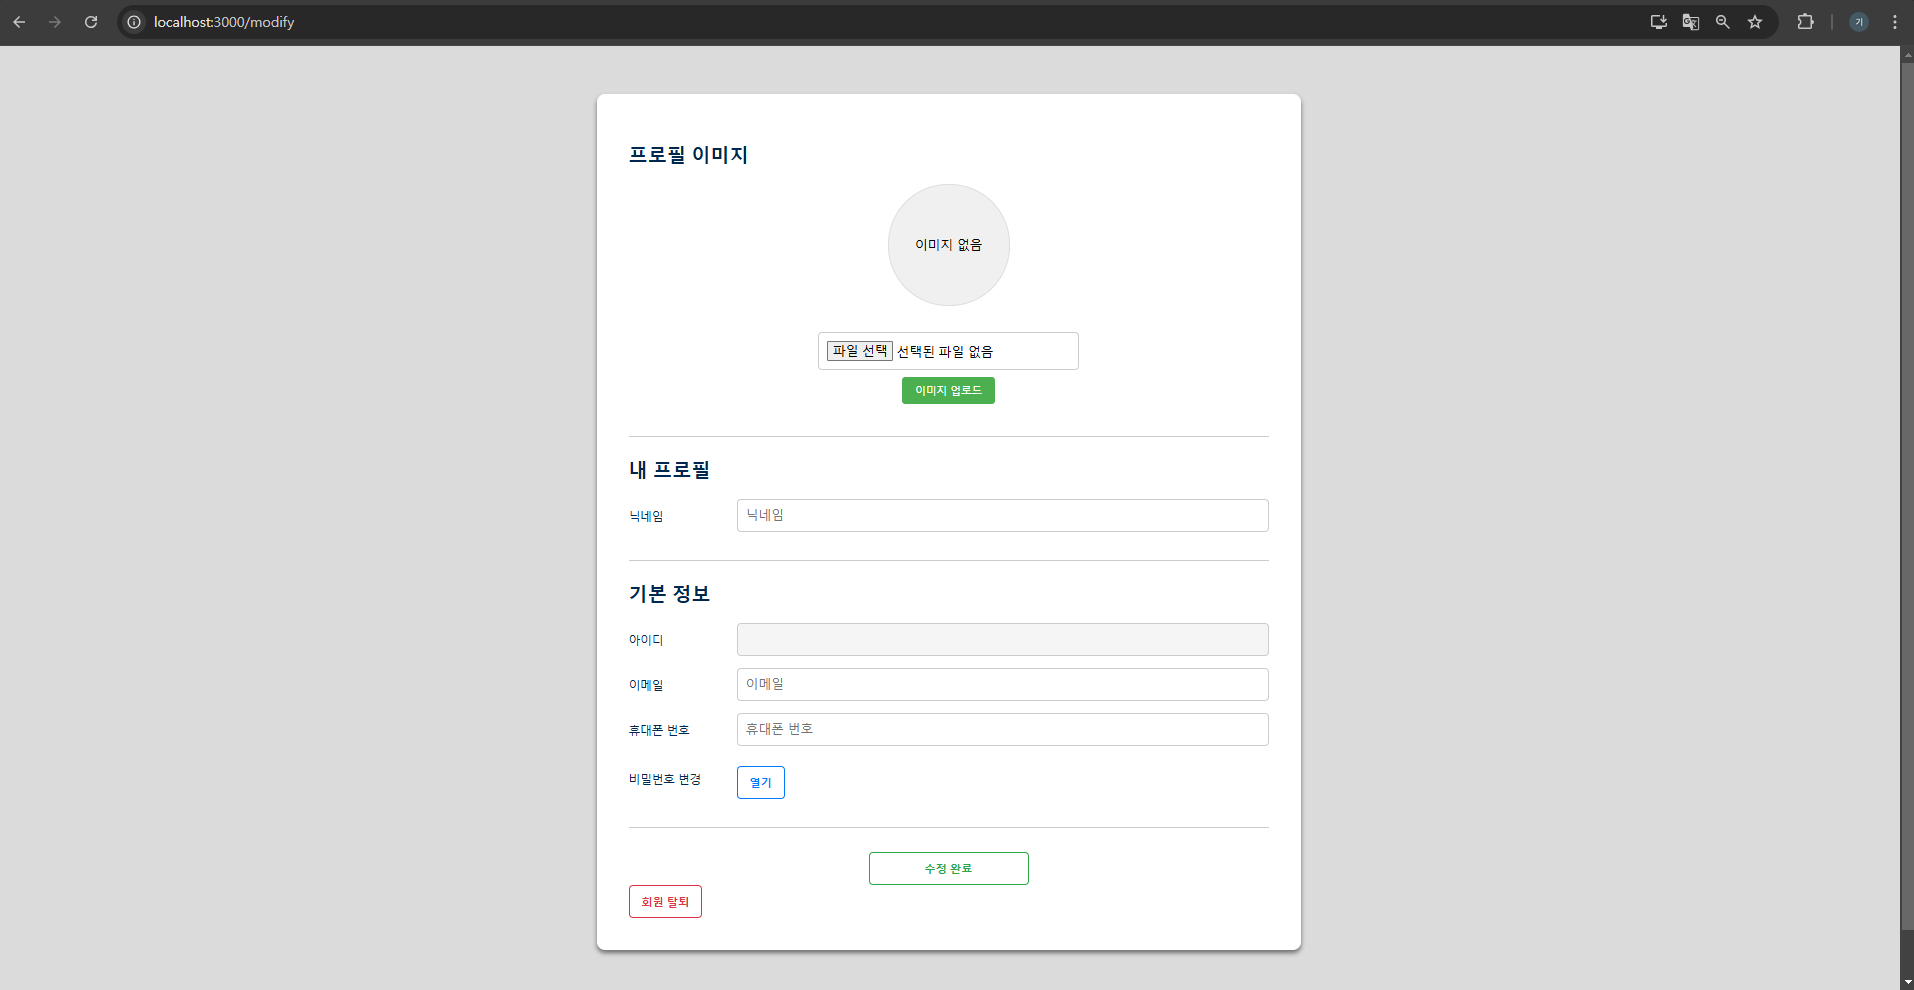 localhost:3000/modify
기
프로필 이미지
이미지 없음
파일 선택 선택된 파일 없음
이미지 업로드
내 프로필
닉네임 닉네임
기본 정보
아이디
이메일 이메일
휴대폰 번호 휴대폰 번호
비밀번호 변경 열기
수정 완료
회원 탈퇴